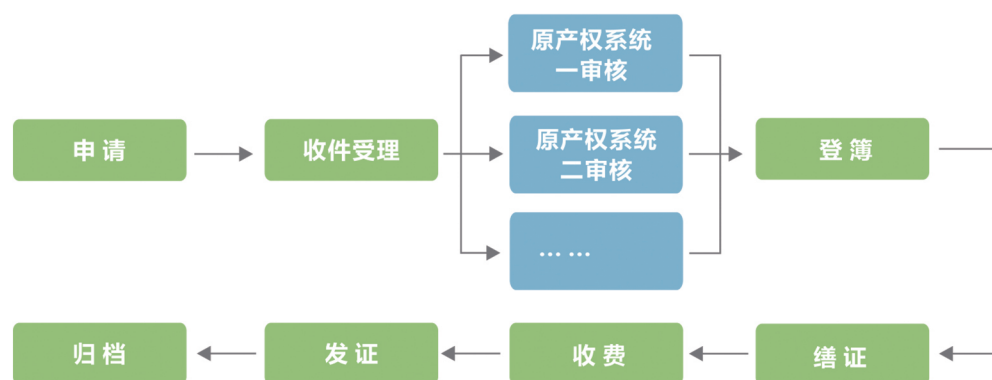 申请
收件受理
原产权系统
一审核
原产权系统
二审核
… …
登簿
缮证
收费
发证
归档